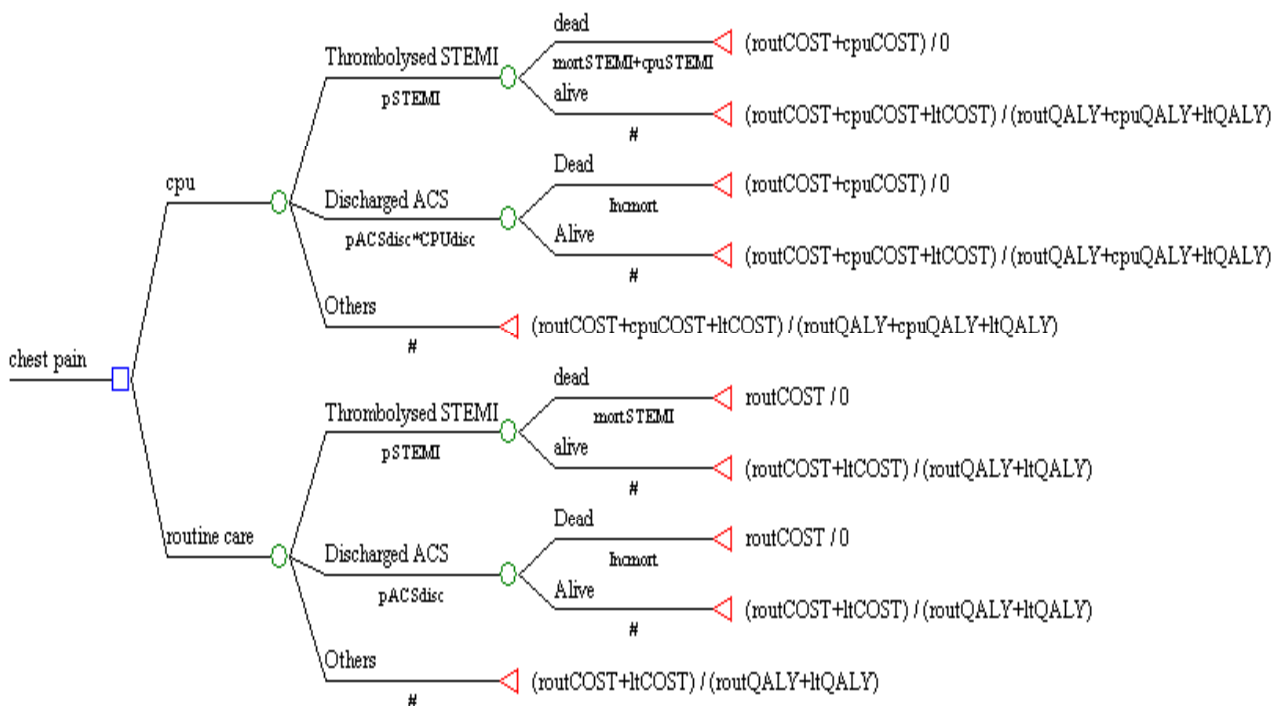 dead
(routCOST+cpuCOST) / 0
Thrombolysed STEMI
mortSTEMI+cpuSTEMI
pSTEMI
alive
(routCOST+cpuCOST+ltCOST) / (routQALY+cpuQALY+ltQALY)
#
cpu
Dead
(routCOST+cpuCOST) / 0
Discharged ACS
Incmort
pACSdisc*CPUdisc
Alive
(routCOST+cpuCOST+ltCOST) / (routQALY+cpuQALY+ltQALY)
#
Others
(routCOST+cpuCOST+ltCOST) / (routQALY+cpuQALY+ltQALY)
#
chest pain
dead
routCOST / 0
Thrombolysed STEMI
mortSTEMI
pSTEMI
alive
(routCOST+ltCOST) / (routQALY+ltQALY)
#
routine care
Dead
routCOST / 0
Discharged ACS
Incmort
pACSdisc
Alive
(routCOST+ltCOST) / (routQALY+ltQALY)
#
Others
(routCOST+ltCOST) / (routQALY+ltQALY)
#